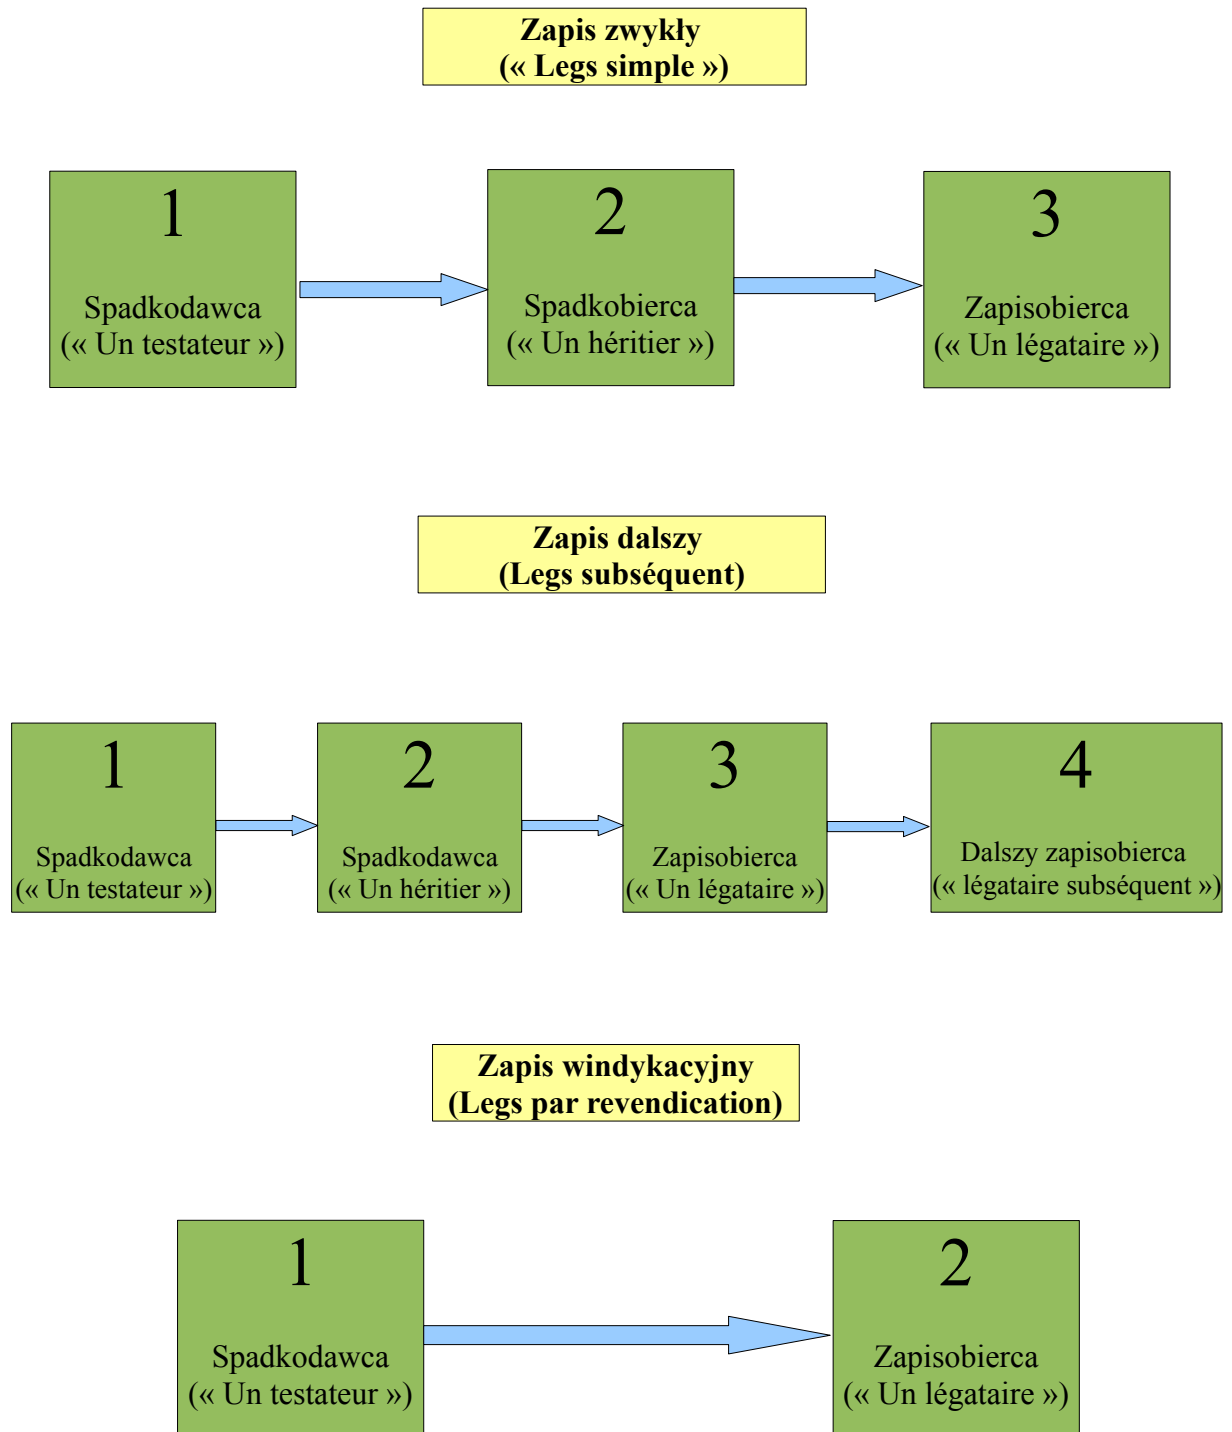 Zapis zwykły
(« Legs simple »)
1
Spadkodawca
(« Un testateur »)
2
Spadkobierca
(« Un héritier »)
3
Zapisobierca
(« Un légataire »)
Zapis dalszy
(Legs subséquent)
1
Spadkodawca
(« Un testateur »)
2
Spadkodawca
(« Un héritier »)
3
Zapisobierca
(« Un légataire »)
4
Dalszy zapisobierca
(« légataire subséquent »)
Zapis windykacyjny
(Legs par revendication)
1
Spadkodawca
(« Un testateur »)
2
Zapisobierca
(« Un légataire »)